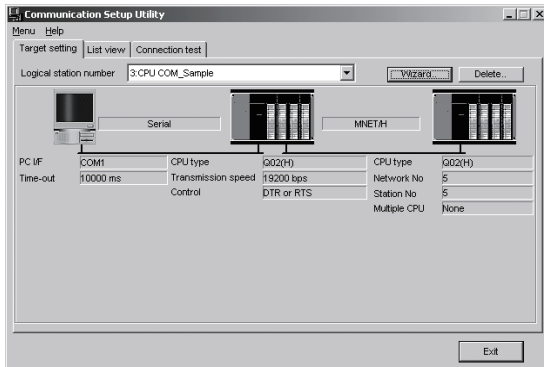 Communication Setup Utility
Menu Help
Target setting List view Connection test
Logical station number 3:CPU COM_Sample Wizard... Delete...
Serial MNET/H
PC I/F COM1 CPU type Q02(H) CPU type Q02(H)
Time-out 10000 ms Transmission speed 19200 bps Network No 5
Control DTR or RTS Station No 5
Multiple CPU None
Exit